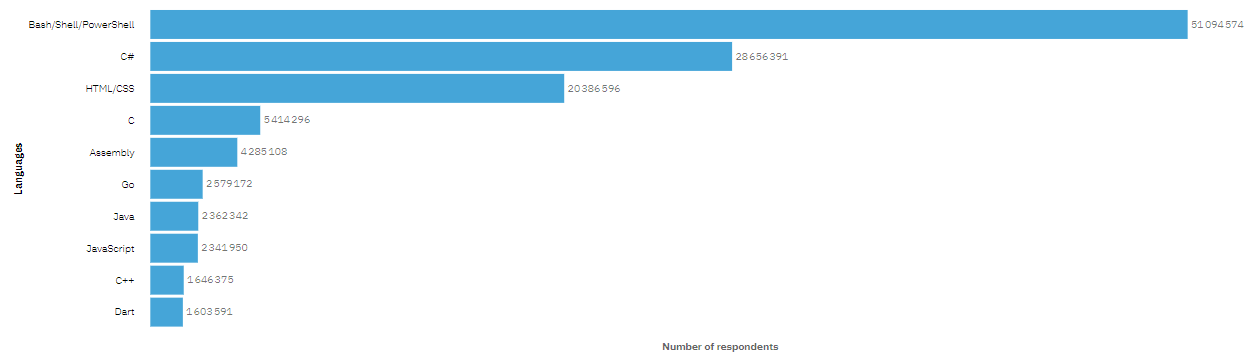 Bash/Shell/PowerShell 51094574
C# 28656391
HTML/CSS 20386596
C 5414296
Assembly 4285108
Go 2579172
Java 2362342
JavaScript 2341950
C++ 1646375
Dart 1603591
Languages
Number of respondents